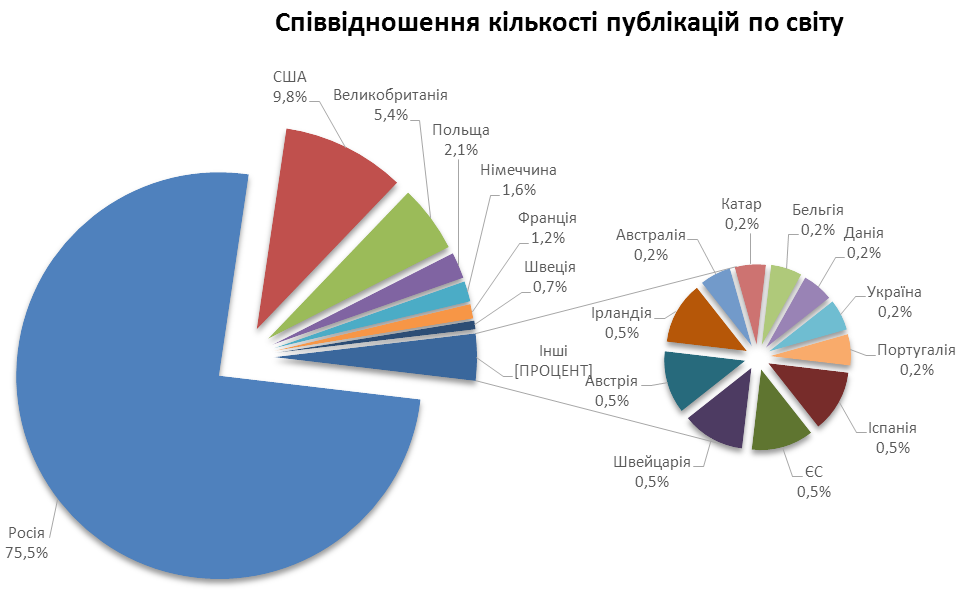 Співвідношення кількості публікацій по світу
США
9,8%
Великобританія
5,4%
Польща
2,1%
Німеччина
1,6%
Франція
1,2%
Швеція
0,7%
Інші
[ПРОЦЕНТ]
Росія
75,5%
Австралія
0,2%
Катар
0,2%
Бельгія
0,2%
Данія
0,2%
Україна
0,2%
Португалія
0,2%
Іспанія
0,5%
ЄС
0,5%
Швейцарія
0,5%
Австрія
0,5%
Ірландія
0,5%